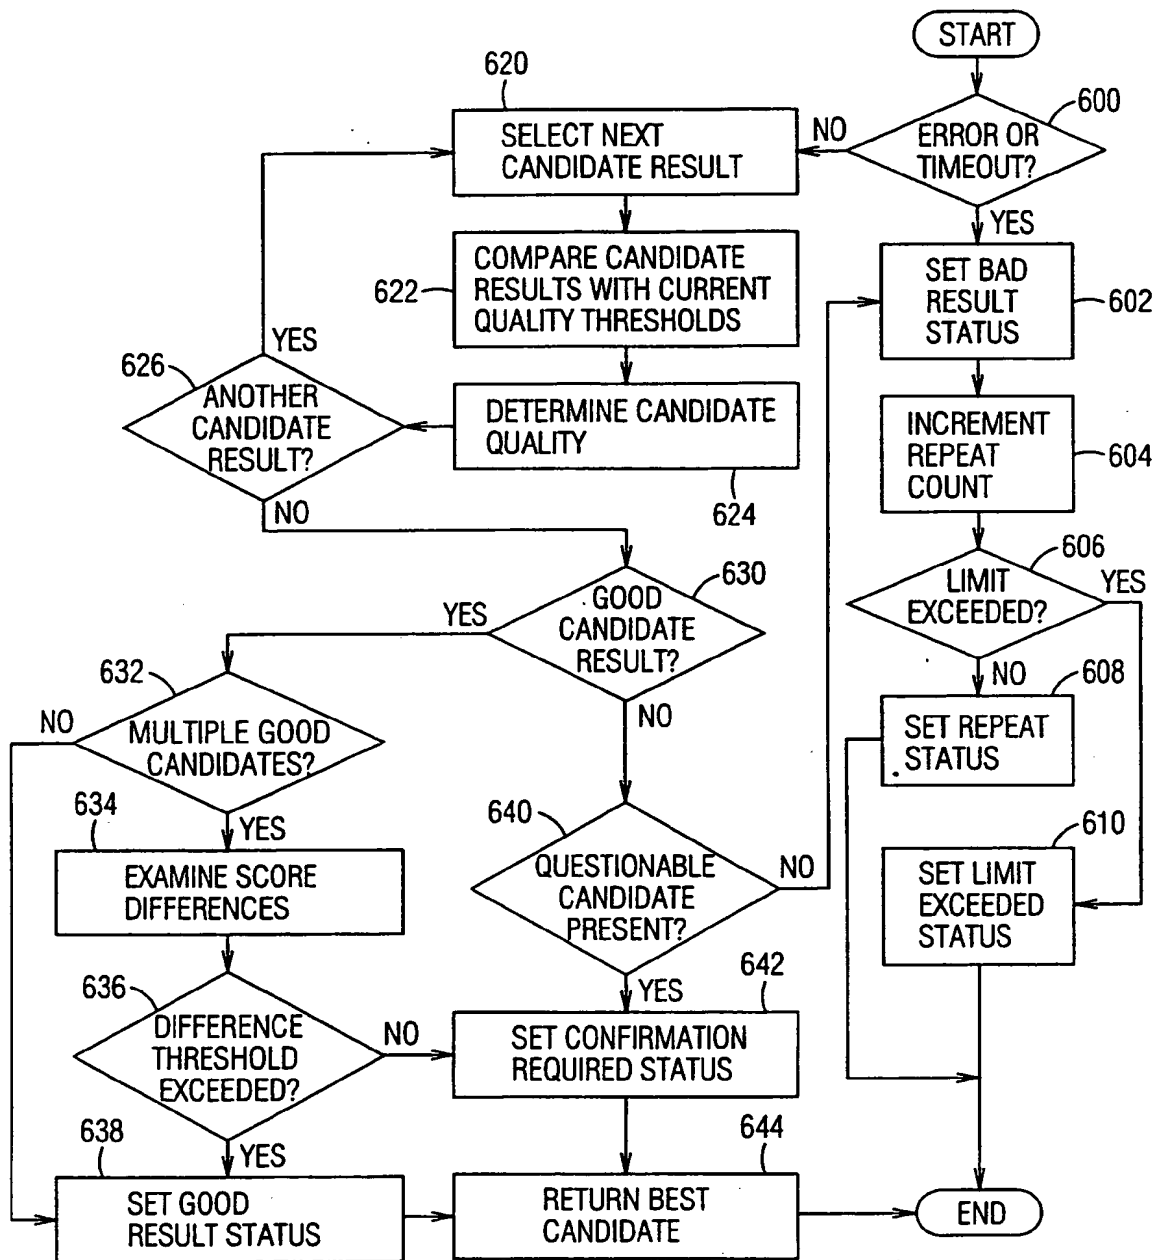 START
600
ERROR OR
TIMEOUT?
NO
YES
620
SELECT NEXT
CANDIDATE RESULT
COMPARE CANDIDATE
RESULTS WITH CURRENT
QUALITY THRESHOLDS
622
DETERMINE CANDIDATE
QUALITY
624
626
ANOTHER
CANDIDATE
RESULT?
YES
NO
SET BAD
RESULT
STATUS
602
INCREMENT
REPEAT
COUNT
604
606
LIMIT
EXCEEDED?
YES
NO
608
SET REPEAT
STATUS
610
SET LIMIT
EXCEEDED
STATUS
630
GOOD
CANDIDATE
RESULT?
YES
NO
632
MULTIPLE GOOD
CANDIDATES?
NO
YES
634
EXAMINE SCORE
DIFFERENCES
636
DIFFERENCE
THRESHOLD
EXCEEDED?
NO
YES
638
SET GOOD
RESULT STATUS
640
QUESTIONABLE
CANDIDATE
PRESENT?
NO
YES
642
SET CONFIRMATION
REQUIRED STATUS
644
RETURN BEST
CANDIDATE
END